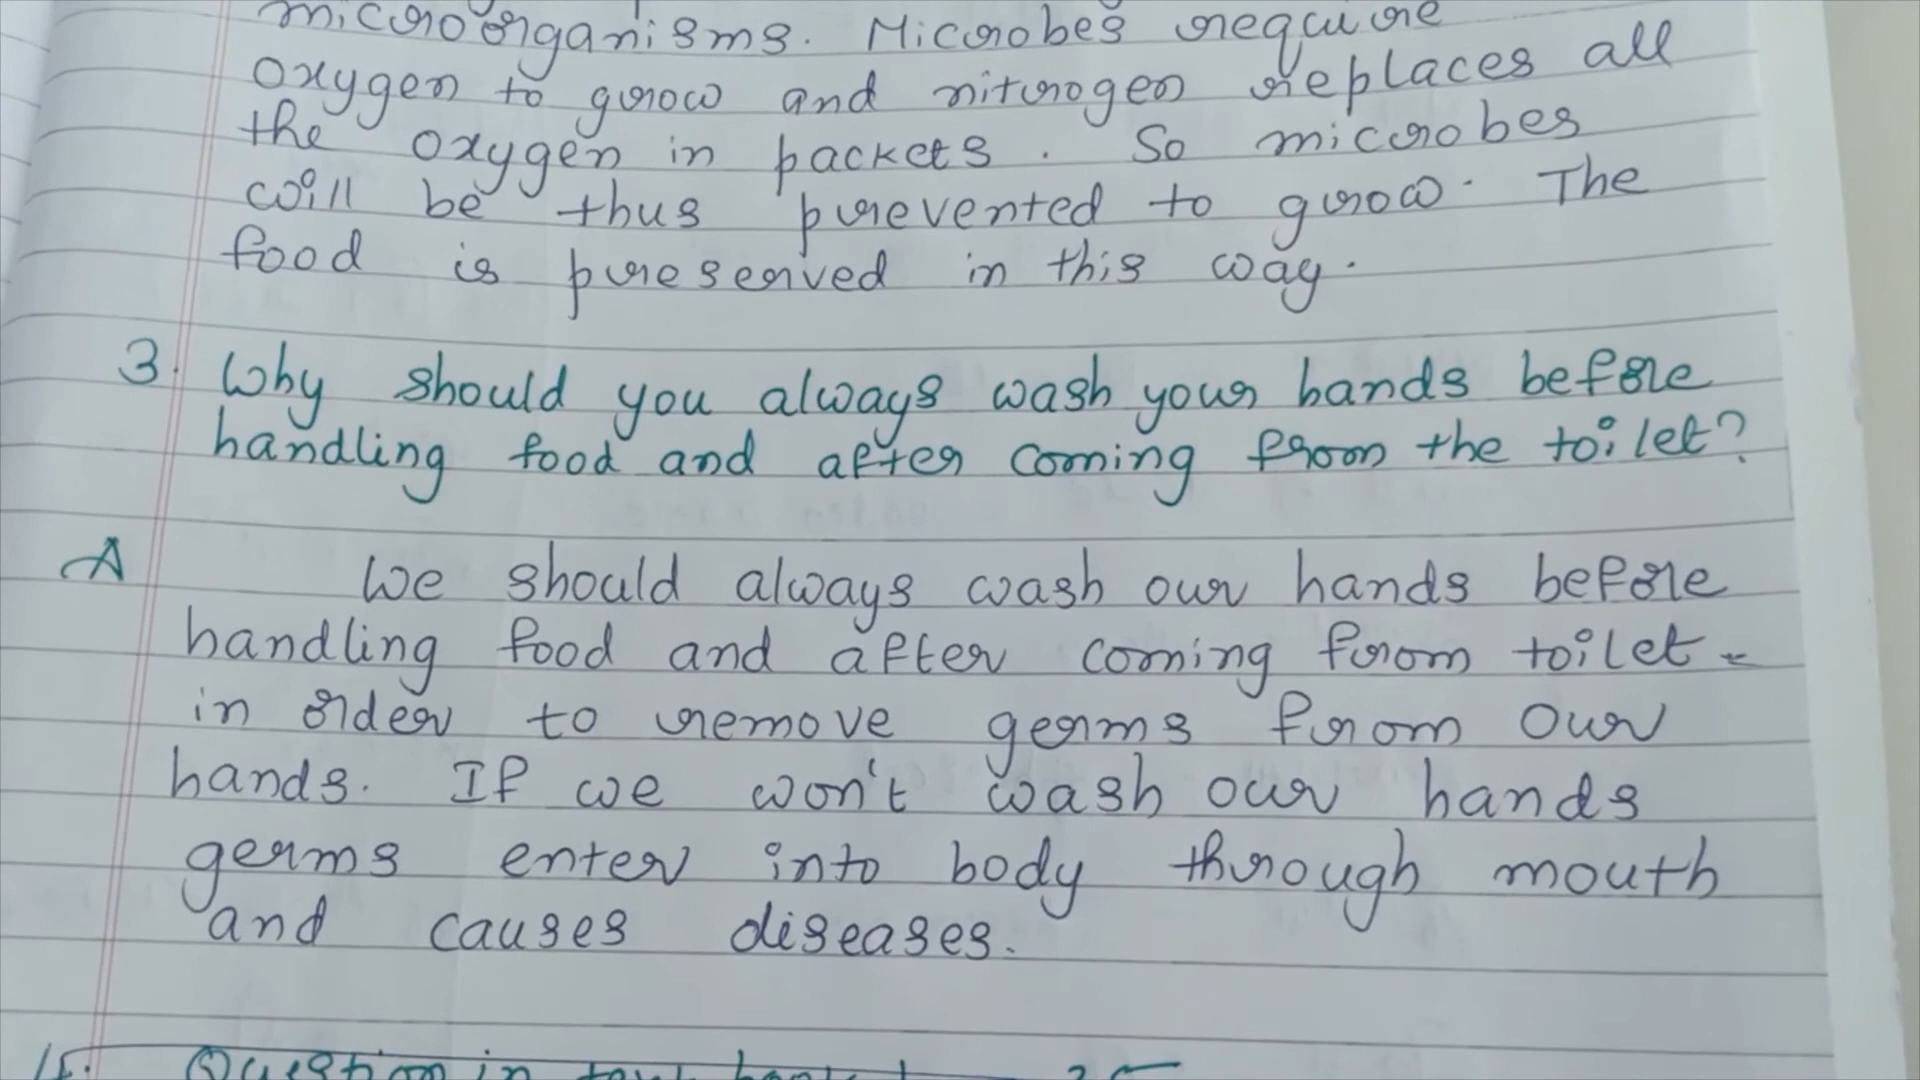 microorganisms. Microbes require
oxygen to grow and nitrogen replaces all
the oxygen in packets. So microbes
will be thus prevented to grow. The
food is preserved in this way.
3. Why should you always wash your hands before
handling food and after coming from the toilet?
A We should always wash our hands before
handling food and after coming from toilet -
in order to remove germs from our
hands. If we won't wash our hands
germs enter into body through mouth
and causes diseases.
Question in